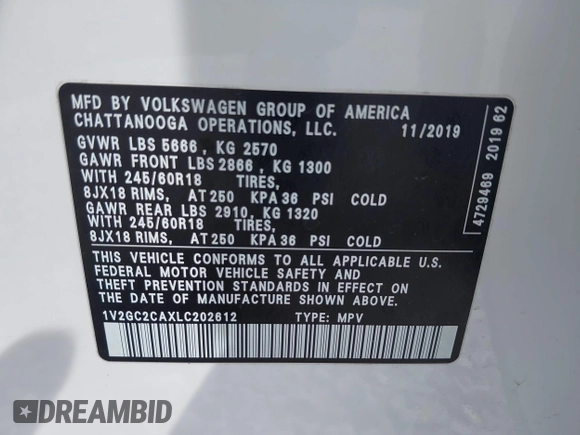 MFD BY VOLKSWAGEN GROUP OF AMERICA
CHATTANOOGA OPERATIONS, LLC. 11/2019
GVWR LBS 5666, KG 2570
GAWR FRONT LBS 2866, KG 1300
WITH 245/60R18 TIRES,
8JX18 RIMS, AT 250 KPA 36 PSI COLD
GAWR REAR LBS 2910, KG 1320
WITH 245/60R18 TIRES,
8JX18 RIMS, AT 250 KPA 36 PSI COLD
THIS VEHICLE CONFORMS TO ALL APPLICABLE U.S.
FEDERAL MOTOR VEHICLE SAFETY AND
THEFT PREVENTION STANDARDS IN EFFECT ON
THE DATE OF MANUFACTURE SHOWN ABOVE.
1V2GC2CAXLC202612 TYPE: MPV
4729469 2019 62
DREAMBID